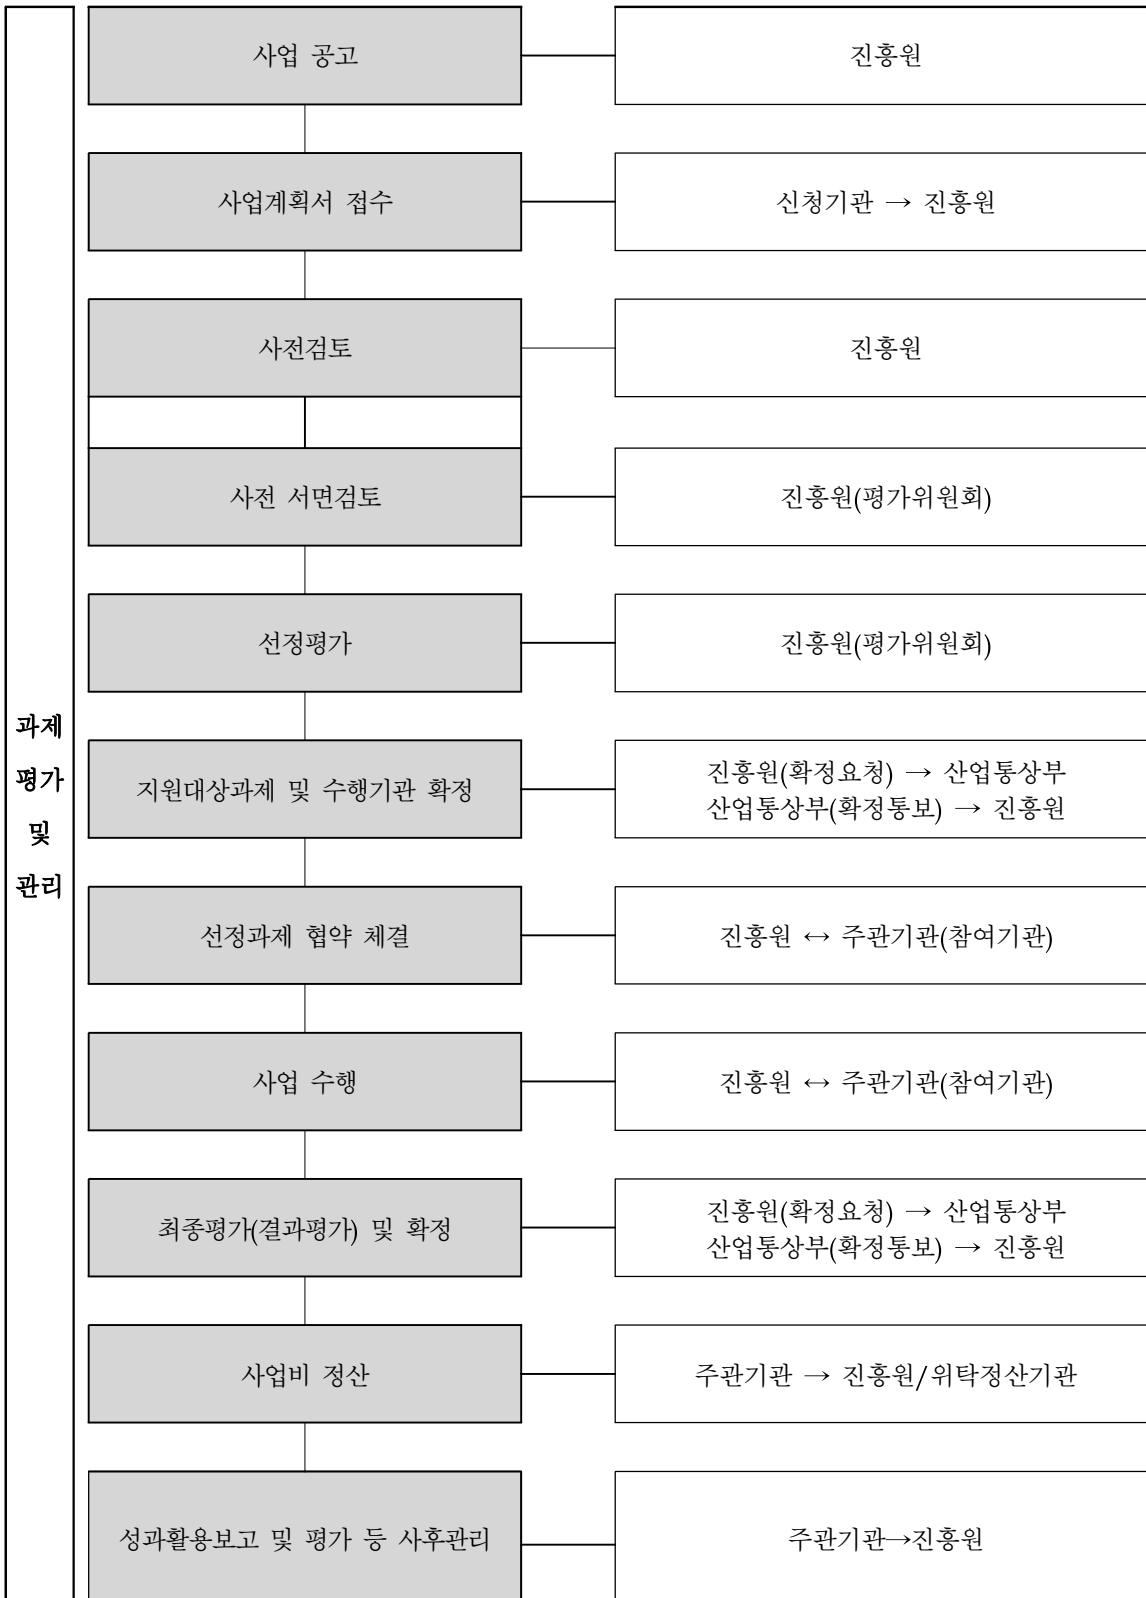 과제
평가
및
관리
사업 공고
진흥원
사업계획서 접수
신청기관 → 진흥원
사전검토
진흥원
사전 서면검토
진흥원(평가위원회)
선정평가
진흥원(평가위원회)
지원대상과제 및 수행기관 확정
진흥원(확정요청) → 산업통상부
산업통상부(확정통보) → 진흥원
선정과제 협약 체결
진흥원 ↔ 주관기관(참여기관)
사업 수행
진흥원 ↔ 주관기관(참여기관)
최종평가(결과평가) 및 확정
진흥원(확정요청) → 산업통상부
산업통상부(확정통보) → 진흥원
사업비 정산
주관기관 → 진흥원/위탁정산기관
성과활용보고 및 평가 등 사후관리
주관기관→진흥원